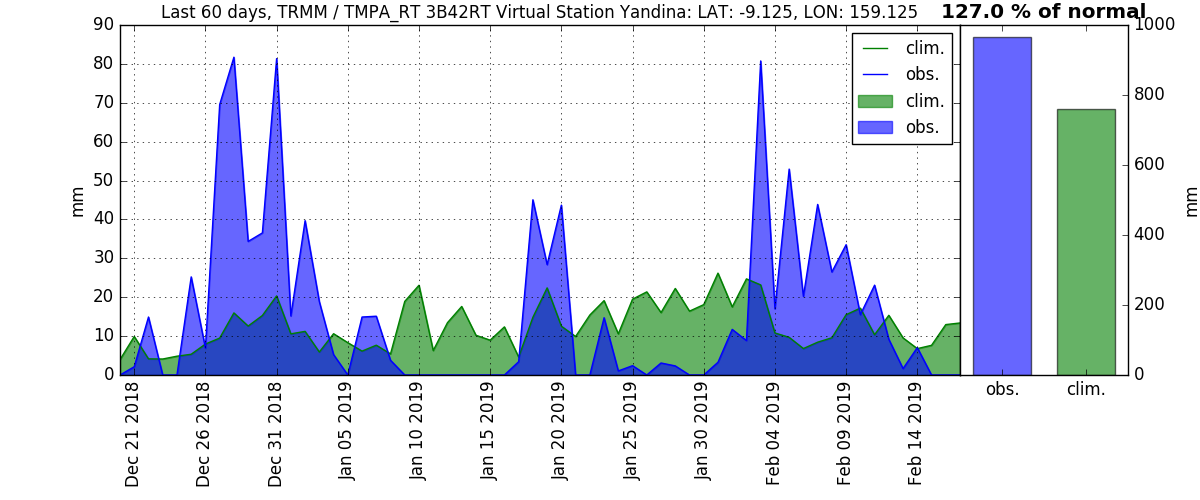 Last 60 days, TRMM / TMPA_RT 3B42RT Virtual Station Yandina: LAT: -9.125, LON: 159.125
127.0 % of normal
90
80
70
60
50
40
30
20
10
0
mm
clim.
obs.
clim.
obs.
Dec 21 2018
Dec 26 2018
Dec 31 2018
Jan 05 2019
Jan 10 2019
Jan 15 2019
Jan 20 2019
Jan 25 2019
Jan 30 2019
Feb 04 2019
Feb 09 2019
Feb 14 2019
1000
800
600
400
200
0
mm
obs.
clim.